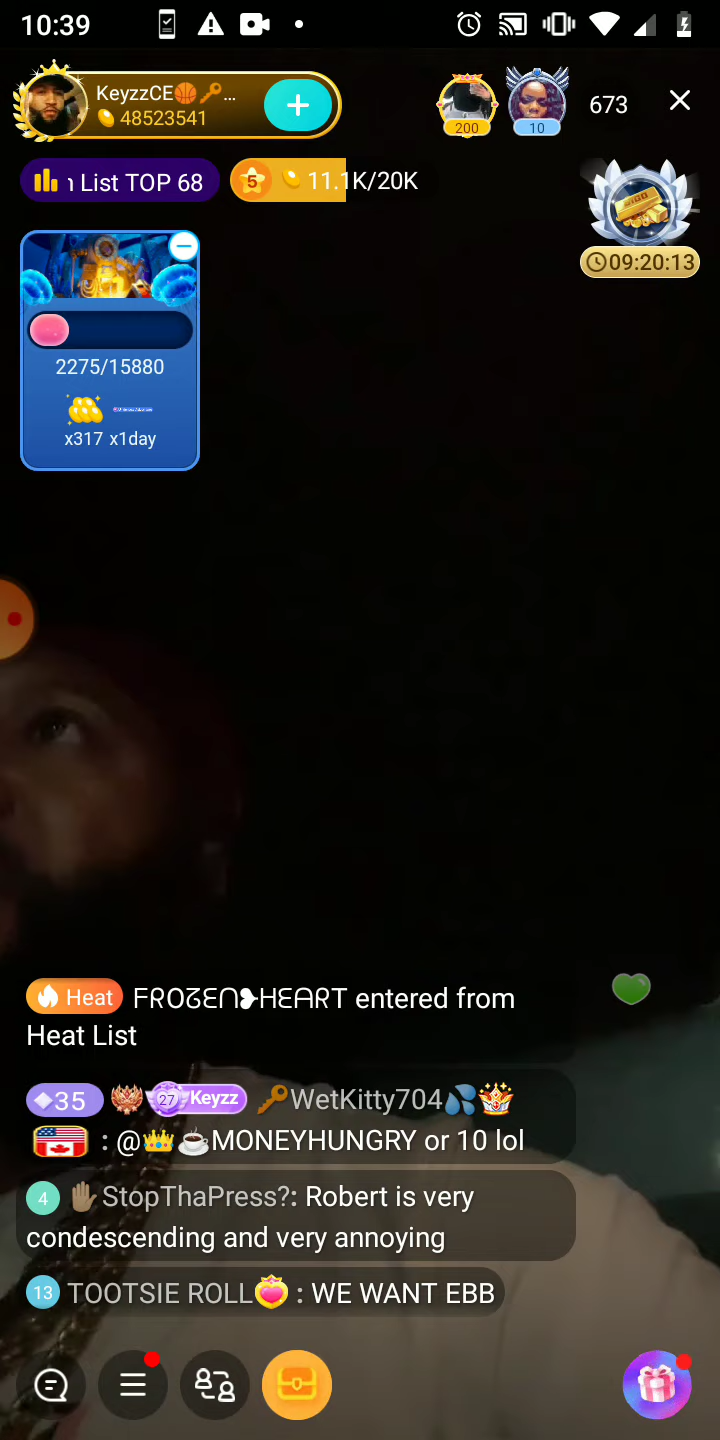 10:39
KeyzzCE🏀🔑...
48523541
200
10
673
List TOP 68
5 11.1K/20K
09:20:13
2275/15880
x317 x1day
Heat FROZEN❥HEART entered from
Heat List
35 27 Keyzz 🔑WetKitty704💦
: @👑☕MONEYHUNGRY or 10 lol
4 ✋🏽StopThaPress?: Robert is very
condescending and very annoying
13 TOOTSIE ROLL : WE WANT EBB